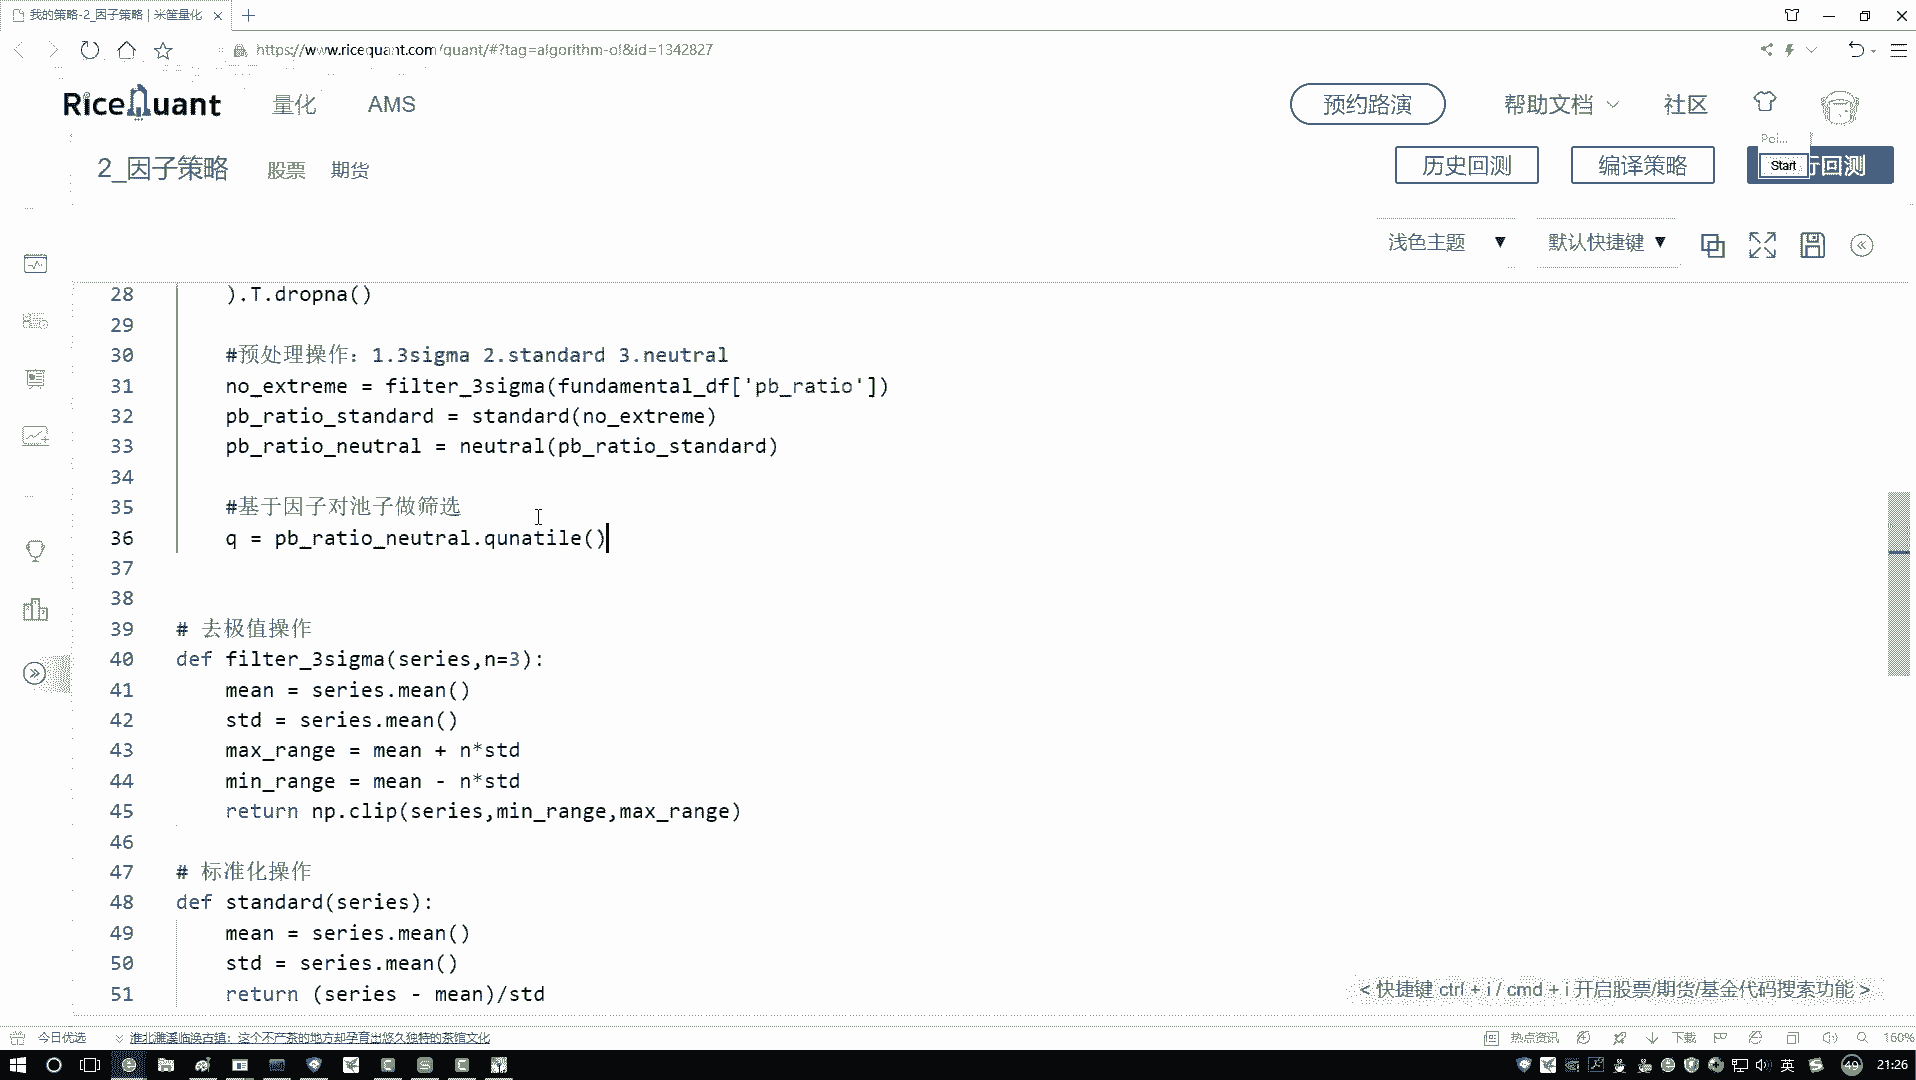 我的策略-2_因子策略 | 米筐量化
https://www.ricequant.com/quant/#?tag=algorithm-of&id=1342827
RiceQuant 量化 AMS 预约路演 帮助文档 社区
Poi...
2_因子策略 股票 期货 历史回测 编译策略 Start 行回测
浅色主题 ▼ 默认快捷键 ▼
28 ).T.dropna()
29
30 #预处理操作：1.3sigma 2.standard 3.neutral
31 no_extreme = filter_3sigma(fundamental_df['pb_ratio'])
32 pb_ratio_standard = standard(no_extreme)
33 pb_ratio_neutral = neutral(pb_ratio_standard)
34
35 #基于因子对池子做筛选
36 q = pb_ratio_neutral.qunatile()
37
38
39 # 去极值操作
40 def filter_3sigma(series,n=3):
41 mean = series.mean()
42 std = series.mean()
43 max_range = mean + n*std
44 min_range = mean - n*std
45 return np.clip(series,min_range,max_range)
46
47 # 标准化操作
48 def standard(series):
49 mean = series.mean()
50 std = series.mean()
51 return (series - mean)/std
< 快捷键 ctrl + i / cmd + i 开启股票/期货/基金代码搜索功能 >
今日优选 淮北濉溪临涣古镇：这个不产茶的地方却孕育出悠久独特的茶馆文化 热点资讯 下载 160%
英 49 21:26